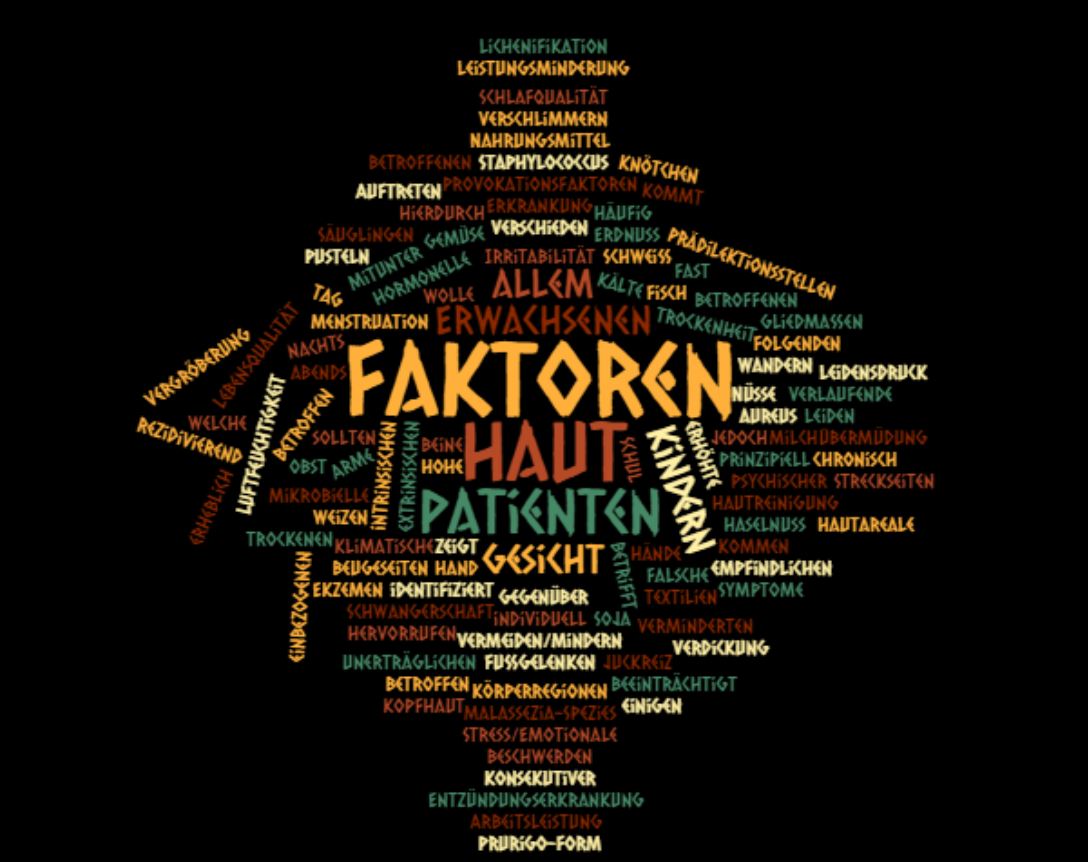 LICHENIFIKATION
LEISTUNGSMINDERUNG
SCHLAFQUALITÄT
VERSCHLIMMERN
NAHRUNGSMITTEL
BETROFFENEN STAPHYLOCOCCUS KNÖTCHEN
AUFTRETEN PROVOKATIONSFAKTOREN KOMMT
HIERDURCH ERKRANKUNG HÄUFIG
SÄUGLINGEN GEMÜSE VERSCHIEDEN ERDNUSS PRÄDILEKTIONSSTELLEN
PUSTELN MITUNTER IRRITABILITÄT SCHWEISS FAST
TAG HORMONELLE WOLLE ALLEM KÄLTE FISCH BETROFFENEN
MENSTRUATION ERWACHSENEN TROCKENHEIT GLIEDMASSEN
VERGRÖBERUNG LEBENSQUALITÄT NACHTS FOLGENDEN
ABENDS FAKTOREN WANDERN LEIDENSDRUCK
NÜSSE VERLAUFENDE
REZIDIVIEREND WELCHE LUFTFEUCHTIGKEIT BETROFFEN AUREUS LEIDEN
SOLLTEN INTRINSISCHEN EXTRINSISCHEN BEINE HAUT SCHUL KINDERN ERHÖHTE JEDOCH MILCH ÜBERMÜDUNG
OBST ARME HOHE PRINZIPIELL CHRONISCH
ERHEBLICH MIKROBIELLE PSYCHISCHER STRECKSEITEN
WEIZEN PATIENTEN HAUTREINIGUNG
HASELNUSS HAUTAREALE
TROCKENEN KLIMATISCHE ZEIGT GESICHT BETRIFFT HÄNDE KOMMEN
EINBEZOGENEN BEUGESEITEN HAND FALSCHE EMPFINDLICHEN
EKZEMEN IDENTIFIZIERT GEGENÜBER TEXTILIEN SYMPTOME
SCHWANGERSCHAFT INDIVIDUELL SOJA VERMINDERTEN
HERVORRUFEN VERMEIDEN/MINDERN VERDICKUNG
UNERTRÄGLICHEN FUSSGELENKEN JUCKREIZ
BETROFFEN KÖRPERREGIONEN BEEINTRÄCHTIGT
KOPFHAUT MALASSEZIA-SPEZIES EINIGEN
STRESS/EMOTIONALE
BESCHWERDEN
KONSEKUTIVER
ENTZÜNDUNGSERKRANKUNG
ARBEITSLEISTUNG
PRURIGO-FORM